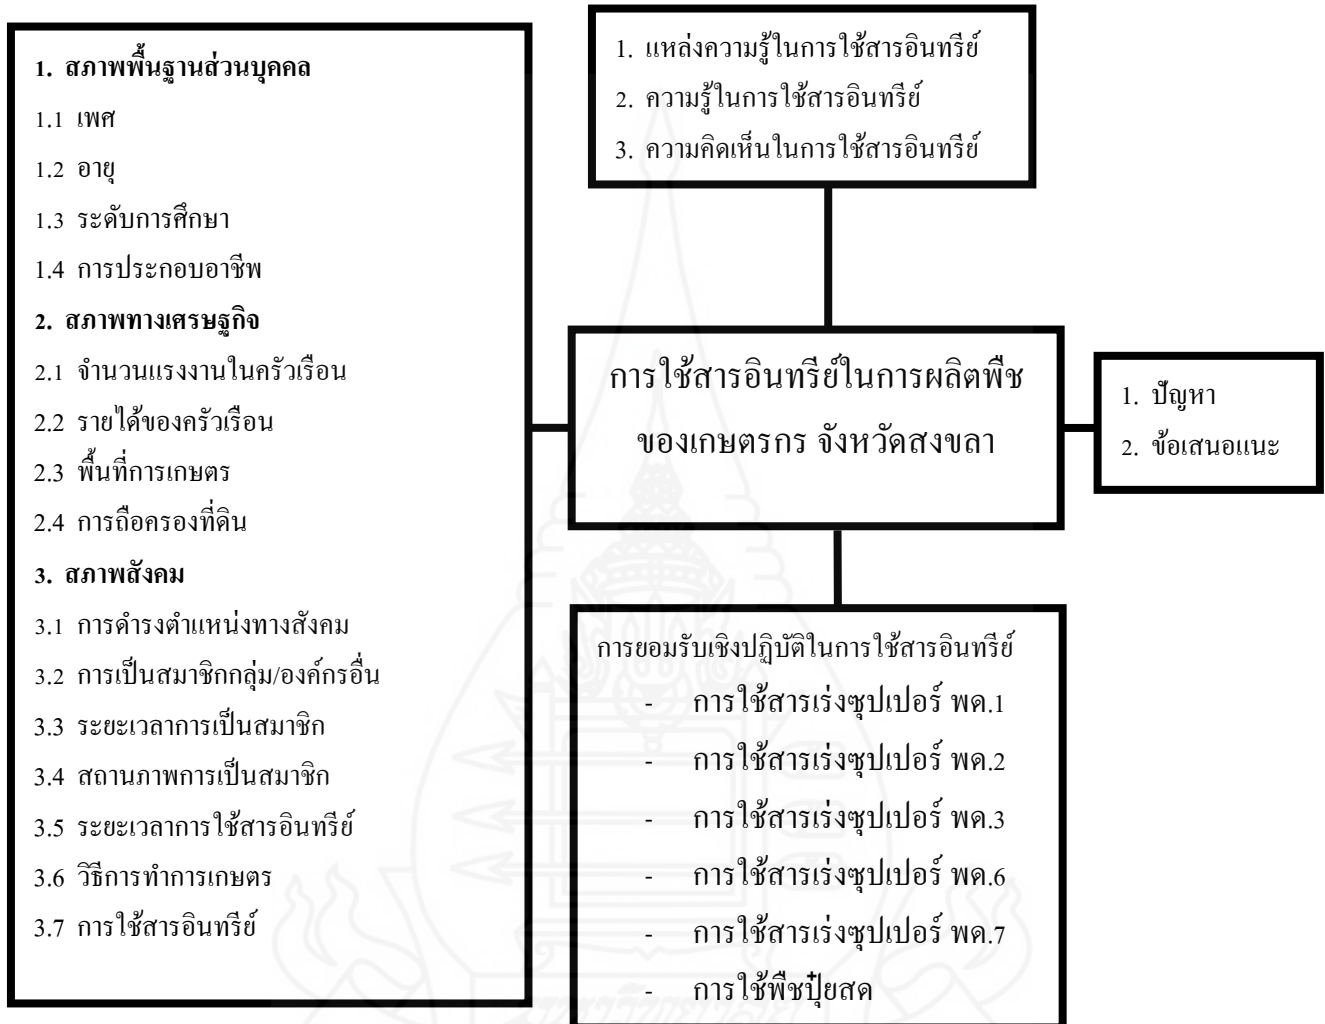 1. สภาพพื้นฐานส่วนบุคคล
1.1 เพศ
1.2 อายุ
1.3 ระดับการศึกษา
1.4 การประกอบอาชีพ
2. สภาพทางเศรษฐกิจ
2.1 จำนวนแรงงานในครัวเรือน
2.2 รายได้ของครัวเรือน
2.3 พื้นที่การเกษตร
2.4 การถือครองที่ดิน
3. สภาพสังคม
3.1 การดำรงตำแหน่งทางสังคม
3.2 การเป็นสมาชิกกลุ่ม/องค์กรอื่น
3.3 ระยะเวลาการเป็นสมาชิก
3.4 สถานภาพการเป็นสมาชิก
3.5 ระยะเวลาการใช้สารอินทรีย์
3.6 วิธีการทำการเกษตร
3.7 การใช้สารอินทรีย์
1. แหล่งความรู้ในการใช้สารอินทรีย์
2. ความรู้ในการใช้สารอินทรีย์
3. ความคิดเห็นในการใช้สารอินทรีย์
การใช้สารอินทรีย์ในการผลิตพืช
ของเกษตรกร จังหวัดสงขลา
1. ปัญหา
2. ข้อเสนอแนะ
การยอมรับเชิงปฏิบัติในการใช้สารอินทรีย์
- การใช้สารเร่งซุปเปอร์ พด.1
- การใช้สารเร่งซุปเปอร์ พด.2
- การใช้สารเร่งซุปเปอร์ พด.3
- การใช้สารเร่งซุปเปอร์ พด.6
- การใช้สารเร่งซุปเปอร์ พด.7
- การใช้พืชปุ๋ยสด